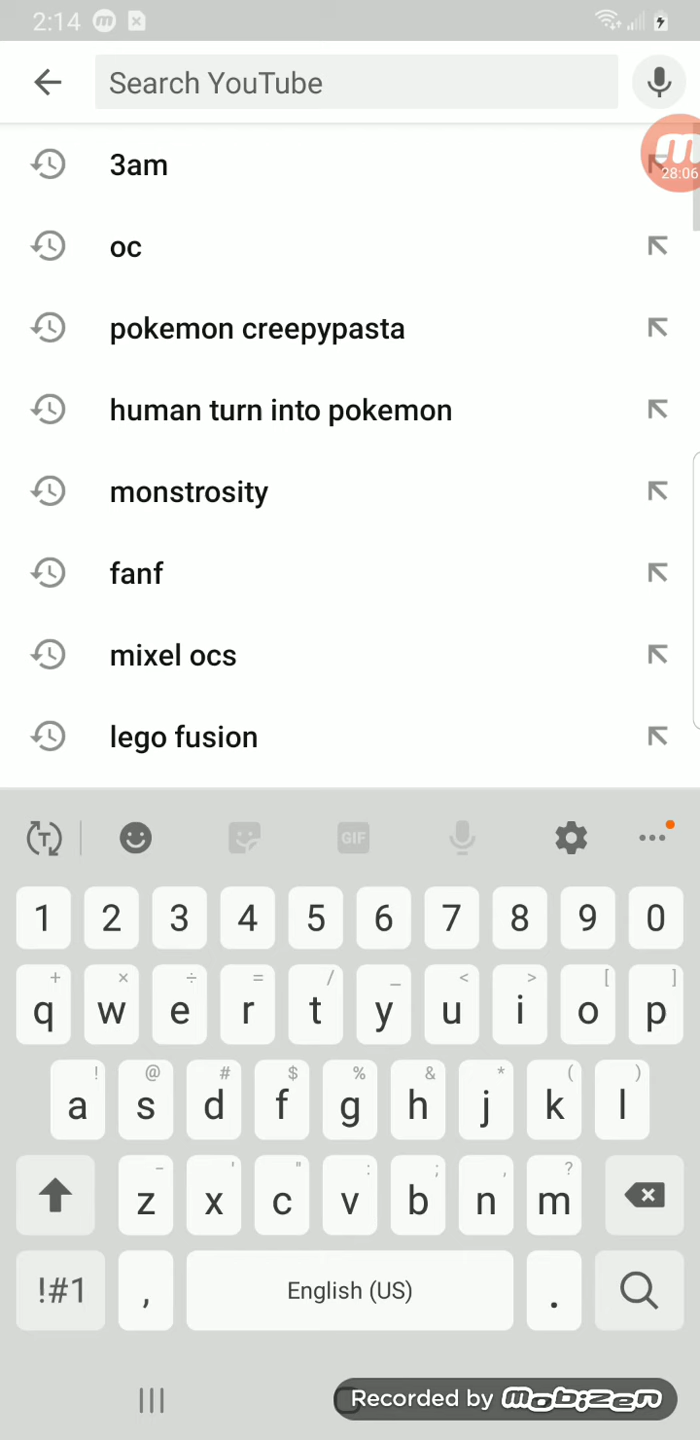 2:14
Search YouTube
28:06
3am
oc
pokemon creepypasta
human turn into pokemon
monstrosity
fanf
mixel ocs
lego fusion
T
GIF
1 2 3 4 5 6 7 8 9 0
+ × ÷ = / _ < > [ ]
q w e r t y u i o p
! @ # $ % & * ( )
a s d f g h j k l
- ' " : ; , ?
z x c v b n m
!#1 , English (US) .
Recorded by mobizen